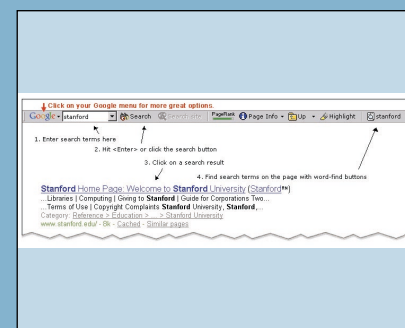 Click on your Google menu for more great options.
Google stanford Search Search Site PageRank Page Info Up Highlight stanford
1. Enter search terms here
2. Hit <Enter> or click the search button
3. Click on a search result
4. Find search terms on the page with word-find buttons
Stanford Home Page: Welcome to Stanford University (Stanford℠)
...Libraries | Computing | Giving to Stanford | Guide for Corporations Two...
...Terms of Use | Copyright Complaints Stanford University, Stanford,...
Category: Reference > Education > ... > Stanford University
www.stanford.edu/ - 8k - Cached - Similar pages